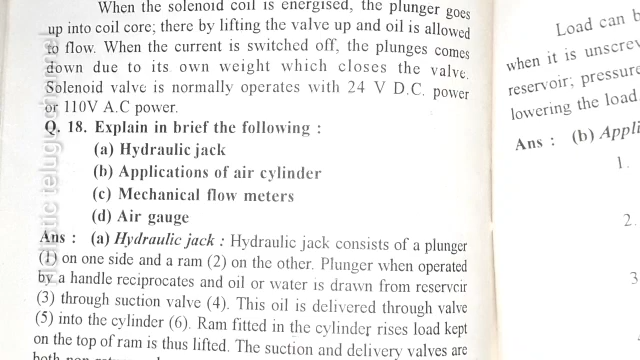 When the solenoid coil is energised, the plunger goes
up into coil core; there by lifting the valve up and oil is allowed
to flow. When the current is switched off, the plunges comes
down due to its own weight which closes the valve.
Solenoid valve is normally operates with 24 V D.C. power
or 110V A.C power.
Q. 18. Explain in brief the following :
(a) Hydraulic jack
(b) Applications of air cylinder
(c) Mechanical flow meters
(d) Air gauge
Ans : (a) Hydraulic jack : Hydraulic jack consists of a plunger
(1) on one side and a ram (2) on the other. Plunger when operated
by a handle reciprocates and oil or water is drawn from reservoir
(3) through suction valve (4). This oil is delivered through valve
(5) into the cylinder (6). Ram fitted in the cylinder rises load kept
on the top of ram is thus lifted. The suction and delivery valves are
both non
Load can b
when it is unscrev
reservoir; pressure
lowering the load
Ans : (b) Appli
1.
2.
3